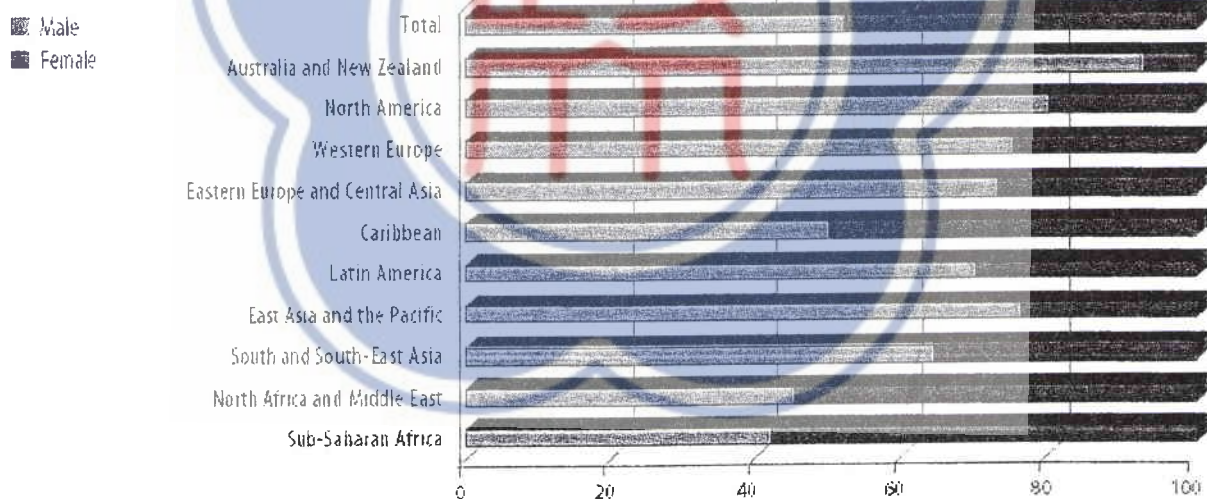 Male
Female
Total
Australia and New Zealand
North America
Western Europe
Eastern Europe and Central Asia
Caribbean
Latin America
East Asia and the Pacific
South and South-East Asia
North Africa and Middle East
Sub-Saharan Africa
0 20 40 60 80 100